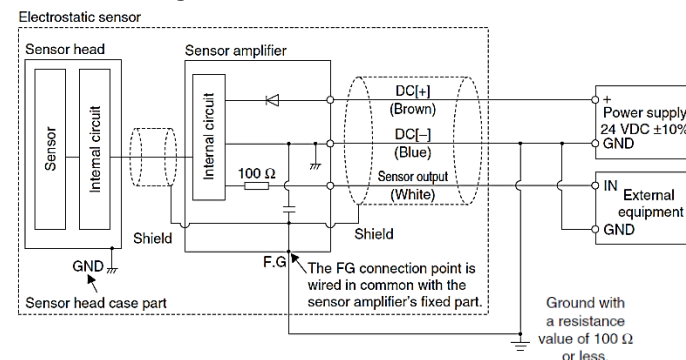 Electrostatic sensor
Sensor head
Sensor amplifier
Sensor
Internal circuit
Internal circuit
100 Ω
DC[+]
(Brown)
DC[−]
(Blue)
Sensor output
(White)
+
Power supply
24 VDC ±10%
GND
IN
External
equipment
GND
Shield
Shield
GND
F.G
The FG connection point is
wired in common with the
sensor amplifier's fixed part.
Sensor head case part
Ground with
a resistance
value of 100 Ω
or less.